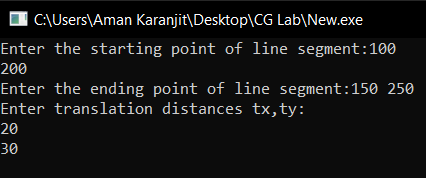 C:\Users\Aman Karanjit\Desktop\CG Lab\New.exe
Enter the starting point of line segment:100
200
Enter the ending point of line segment:150 250
Enter translation distances tx,ty:
20
30